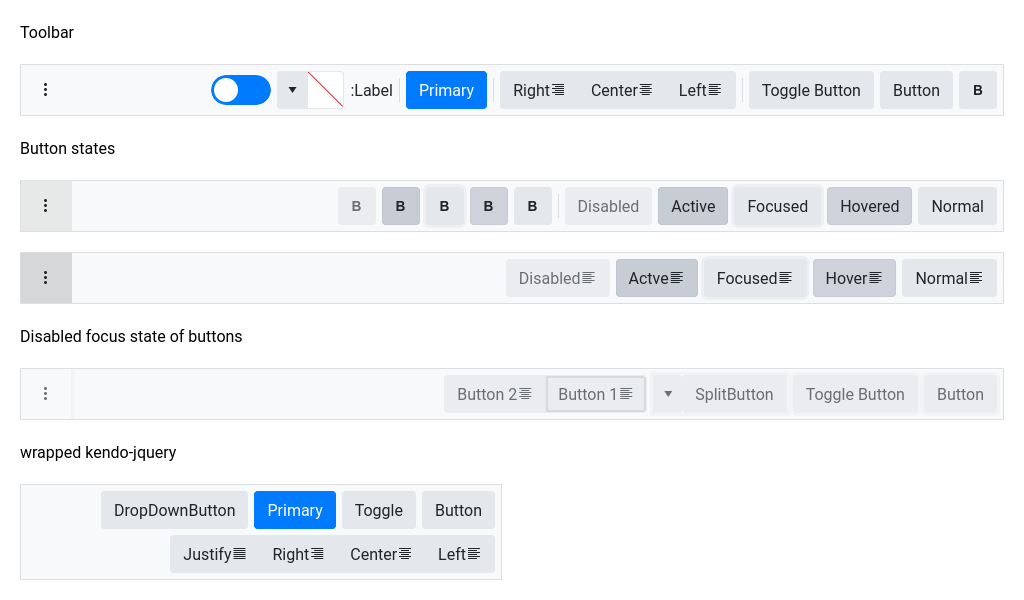 Toolbar
:Label Primary Right Center Left Toggle Button Button B
Button states
B B B B B Disabled Active Focused Hovered Normal
Disabled Actve Focused Hover Normal
Disabled focus state of buttons
Button 2 Button 1 SplitButton Toggle Button Button
wrapped kendo-jquery
DropDownButton Primary Toggle Button
Justify Right Center Left